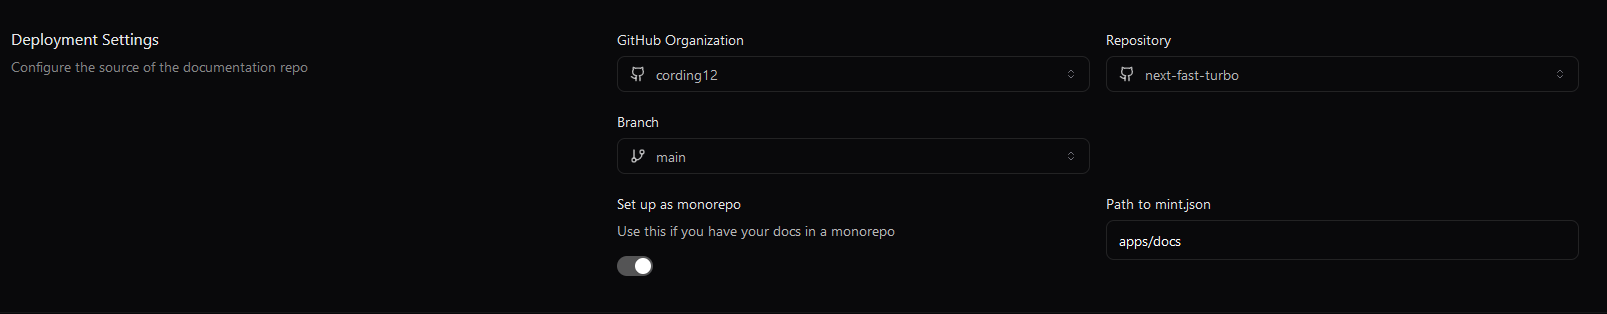 Deployment Settings
Configure the source of the documentation repo
GitHub Organization
cording12
Repository
next-fast-turbo
Branch
main
Set up as monorepo
Use this if you have your docs in a monorepo
Path to mint.json
apps/docs